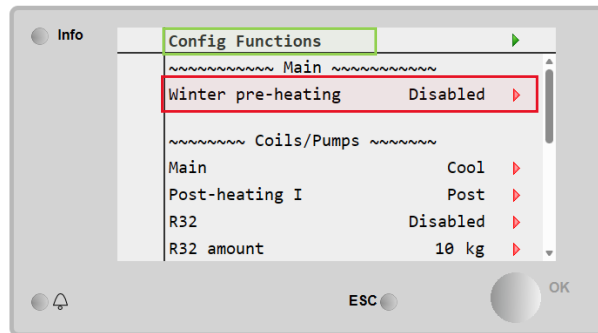 Info
Config Functions
~~~~~~~~~~~ Main ~~~~~~~~~~~
Winter pre-heating Disabled
~~~~~~~~ Coils/Pumps ~~~~~~~
Main Cool
Post-heating I Post
R32 Disabled
R32 amount 10 kg
OK
ESC